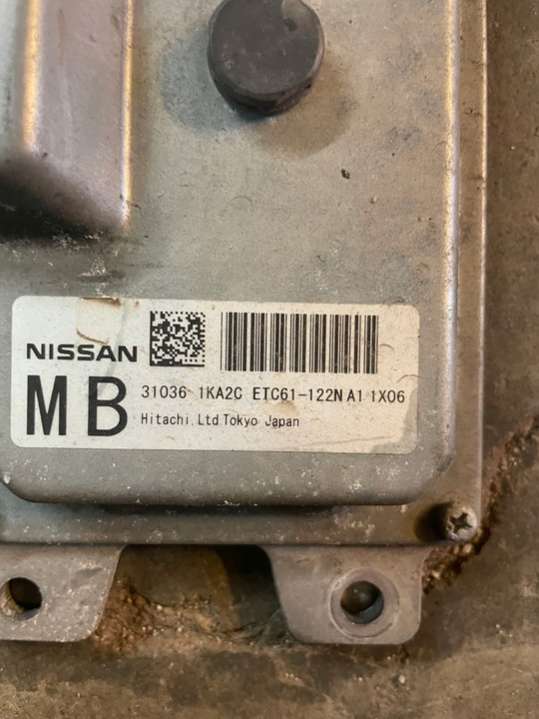 NISSAN
MB 31036 1KA2C ETC61-122N A1 1X06
Hitachi.Ltd.Tokyo Japan